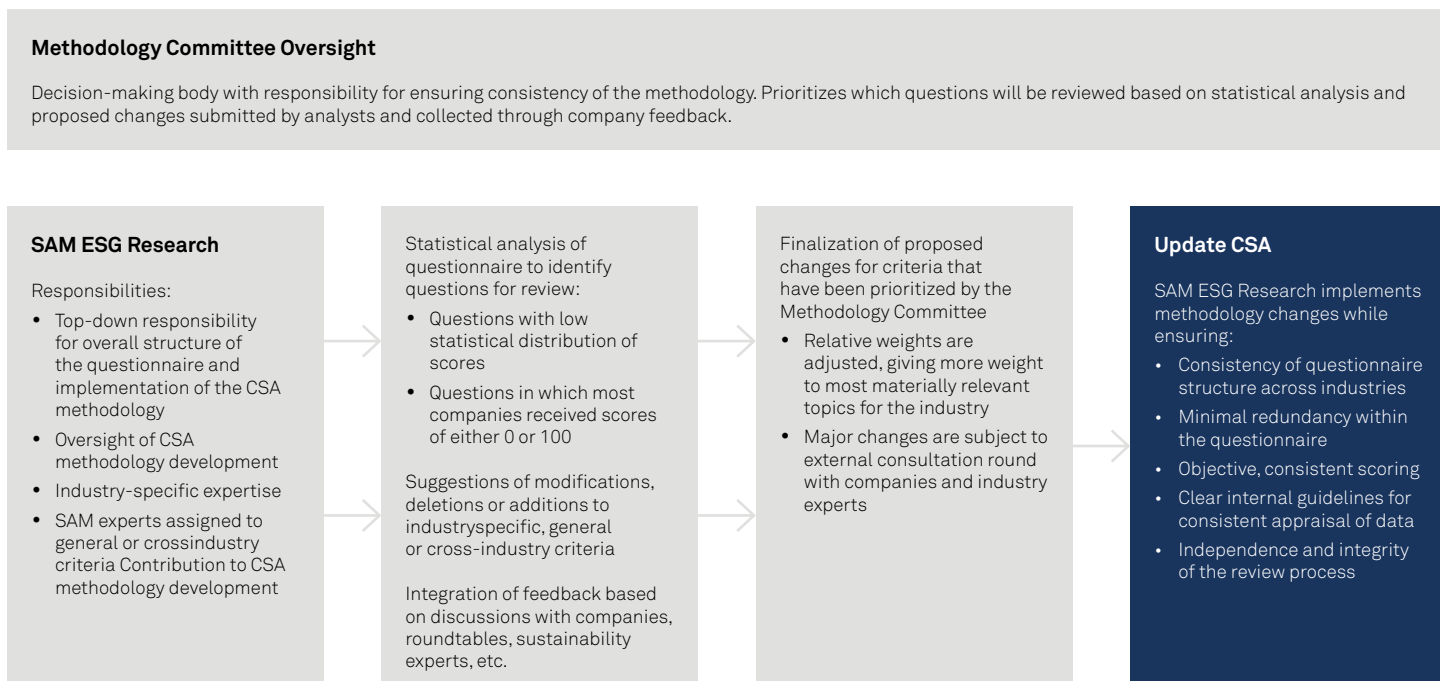 Methodology Committee Oversight
Decision-making body with responsibility for ensuring consistency of the methodology. Prioritizes which questions will be reviewed based on statistical analysis and
proposed changes submitted by analysts and collected through company feedback.
SAM ESG Research
Responsibilities:
• Top-down responsibility
for overall structure of
the questionnaire and
implementation of the CSA
methodology
• Oversight of CSA
methodology development
• Industry-specific expertise
• SAM experts assigned to
general or crossindustry
criteria Contribution to CSA
methodology development
Statistical analysis of
questionnaire to identify
questions for review:
• Questions with low
statistical distribution of
scores
• Questions in which most
companies received scores
of either 0 or 100
Suggestions of modifications,
deletions or additions to
industryspecific, general
or cross-industry criteria
Integration of feedback based
on discussions with companies,
roundtables, sustainability
experts, etc.
Finalization of proposed
changes for criteria that
have been prioritized by the
Methodology Committee
• Relative weights are
adjusted, giving more weight
to most materially relevant
topics for the industry
• Major changes are subject to
external consultation round
with companies and industry
experts
Update CSA
SAM ESG Research implements
methodology changes while
ensuring:
• Consistency of questionnaire
structure across industries
• Minimal redundancy within
the questionnaire
• Objective, consistent scoring
• Clear internal guidelines for
consistent appraisal of data
• Independence and integrity
of the review process